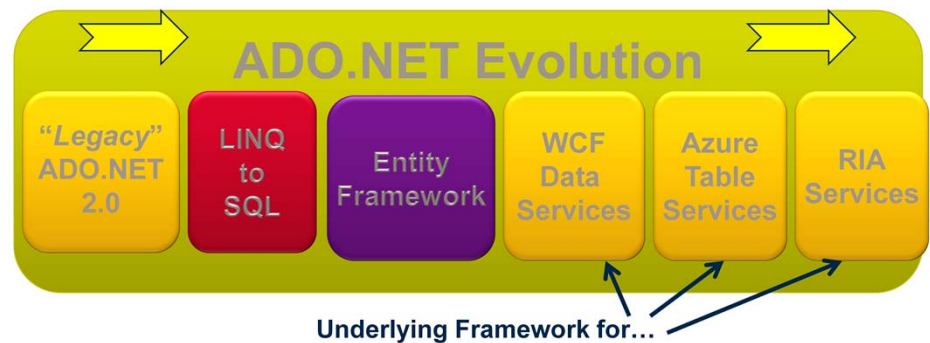 ADO.NET Evolution
“Legacy”
ADO.NET
2.0
LINQ
to
SQL
Entity
Framework
WCF
Data
Services
Azure
Table
Services
RIA
Services
Underlying Framework for…